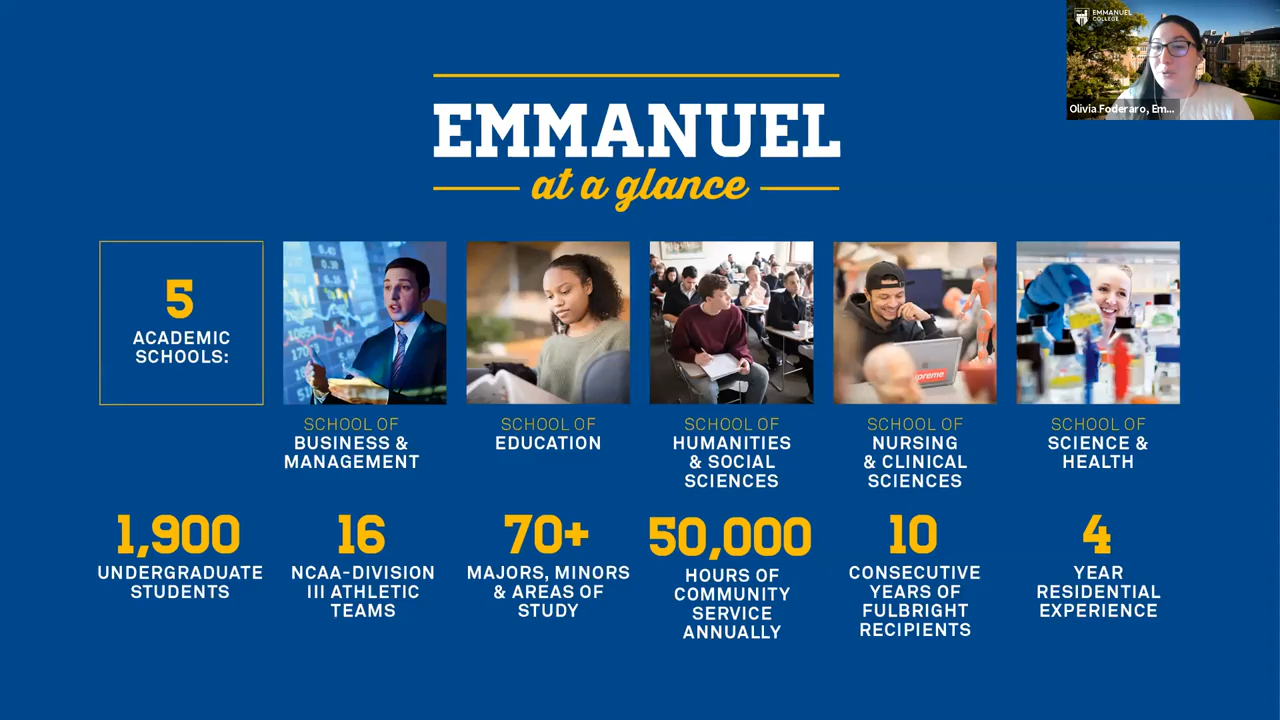 EMMANUEL
COLLEGE
Olivia Foderaro, Em...
EMMANUEL
at a glance
5
ACADEMIC
SCHOOLS:
SCHOOL OF
BUSINESS &
MANAGEMENT
SCHOOL OF
EDUCATION
SCHOOL OF
HUMANITIES
& SOCIAL
SCIENCES
SCHOOL OF
NURSING
& CLINICAL
SCIENCES
SCHOOL OF
SCIENCE &
HEALTH
1,900
UNDERGRADUATE
STUDENTS
16
NCAA-DIVISION
III ATHLETIC
TEAMS
70+
MAJORS, MINORS
& AREAS OF
STUDY
50,000
HOURS OF
COMMUNITY
SERVICE
ANNUALLY
10
CONSECUTIVE
YEARS OF
FULBRIGHT
RECIPIENTS
4
YEAR
RESIDENTIAL
EXPERIENCE